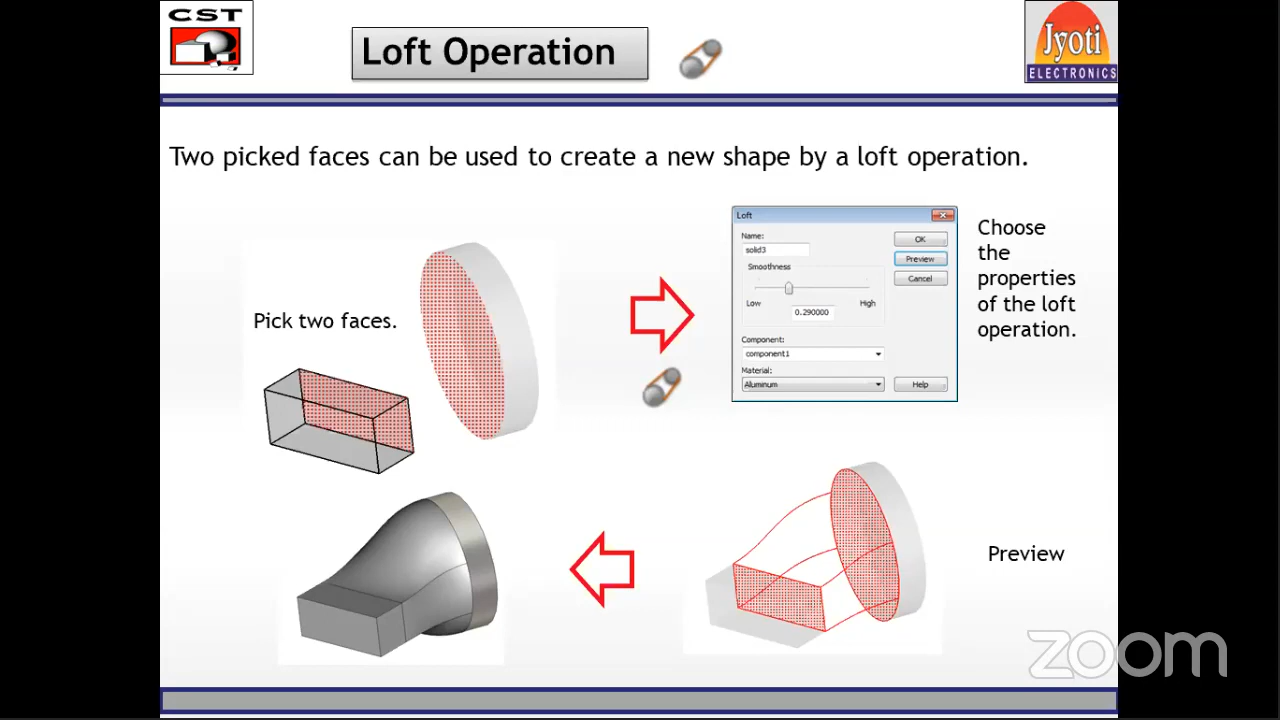 CST
Loft Operation
Jyoti
ELECTRONICS
Two picked faces can be used to create a new shape by a loft operation.
Pick two faces.
Loft
Name:
solid3
Smoothness
Low
High
0.290000
Component:
component1
Material:
Aluminum
OK
Preview
Cancel
Help
Choose
the
properties
of the loft
operation.
Preview
zoom